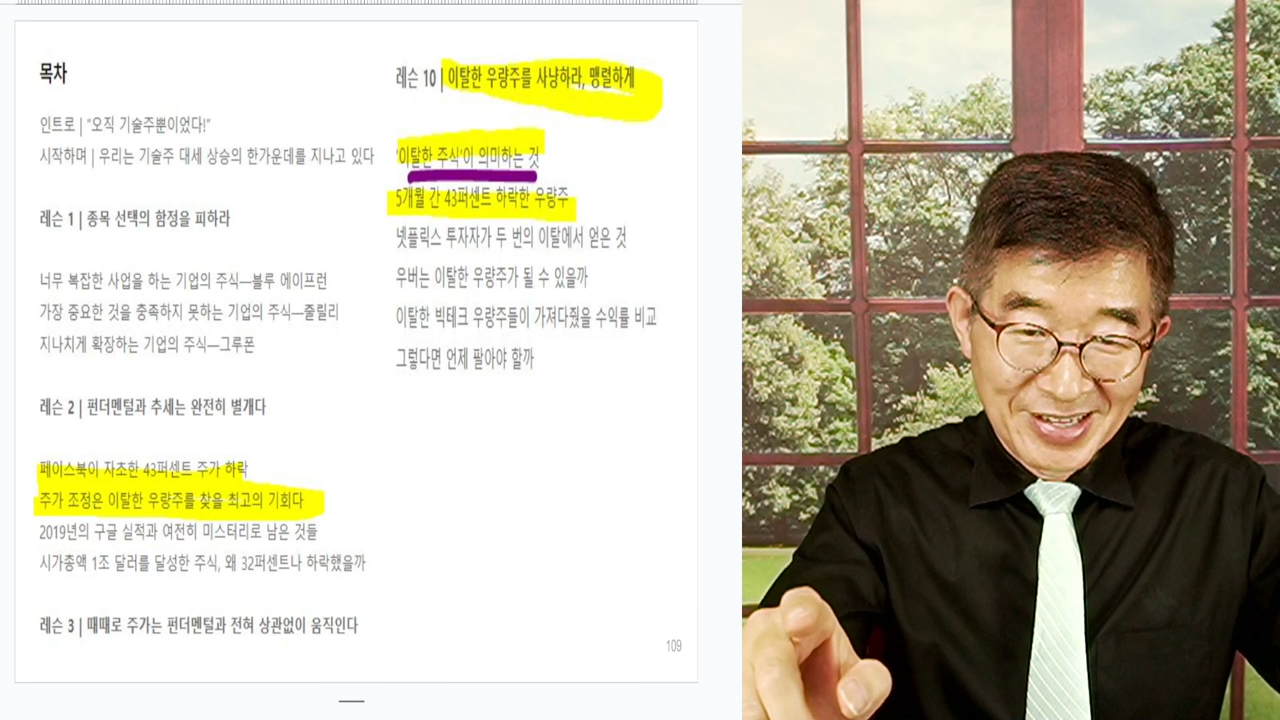 목차
인트로 | "오직 기술주뿐이었다!"
시작하며 | 우리는 기술주 대세 상승의 한가운데를 지나고 있다
레슨 1 | 종목 선택의 함정을 피하라
너무 복잡한 사업을 하는 기업의 주식—블루 에이프런
가장 중요한 것을 충족하지 못하는 기업의 주식—줄릴리
지나치게 확장하는 기업의 주식—그루폰
레슨 2 | 펀더멘털과 추세는 완전히 별개다
페이스북이 자초한 43퍼센트 주가 하락
주가 조정은 이탈한 우량주를 찾을 최고의 기회다
2019년의 구글 실적과 여전히 미스터리로 남은 것들
시가총액 1조 달러를 달성한 주식, 왜 32퍼센트나 하락했을까
레슨 3 | 때때로 주가는 펀더멘털과 전혀 상관없이 움직인다
레슨 10 | 이탈한 우량주를 사냥하라, 맹렬하게
'이탈한 주식'이 의미하는 것
5개월 간 43퍼센트 하락한 우량주
넷플릭스 투자자가 두 번의 이탈에서 얻은 것
우버는 이탈한 우량주가 될 수 있을까
이탈한 빅테크 우량주들이 가져다줬을 수익률 비교
그렇다면 언제 팔아야 할까
109